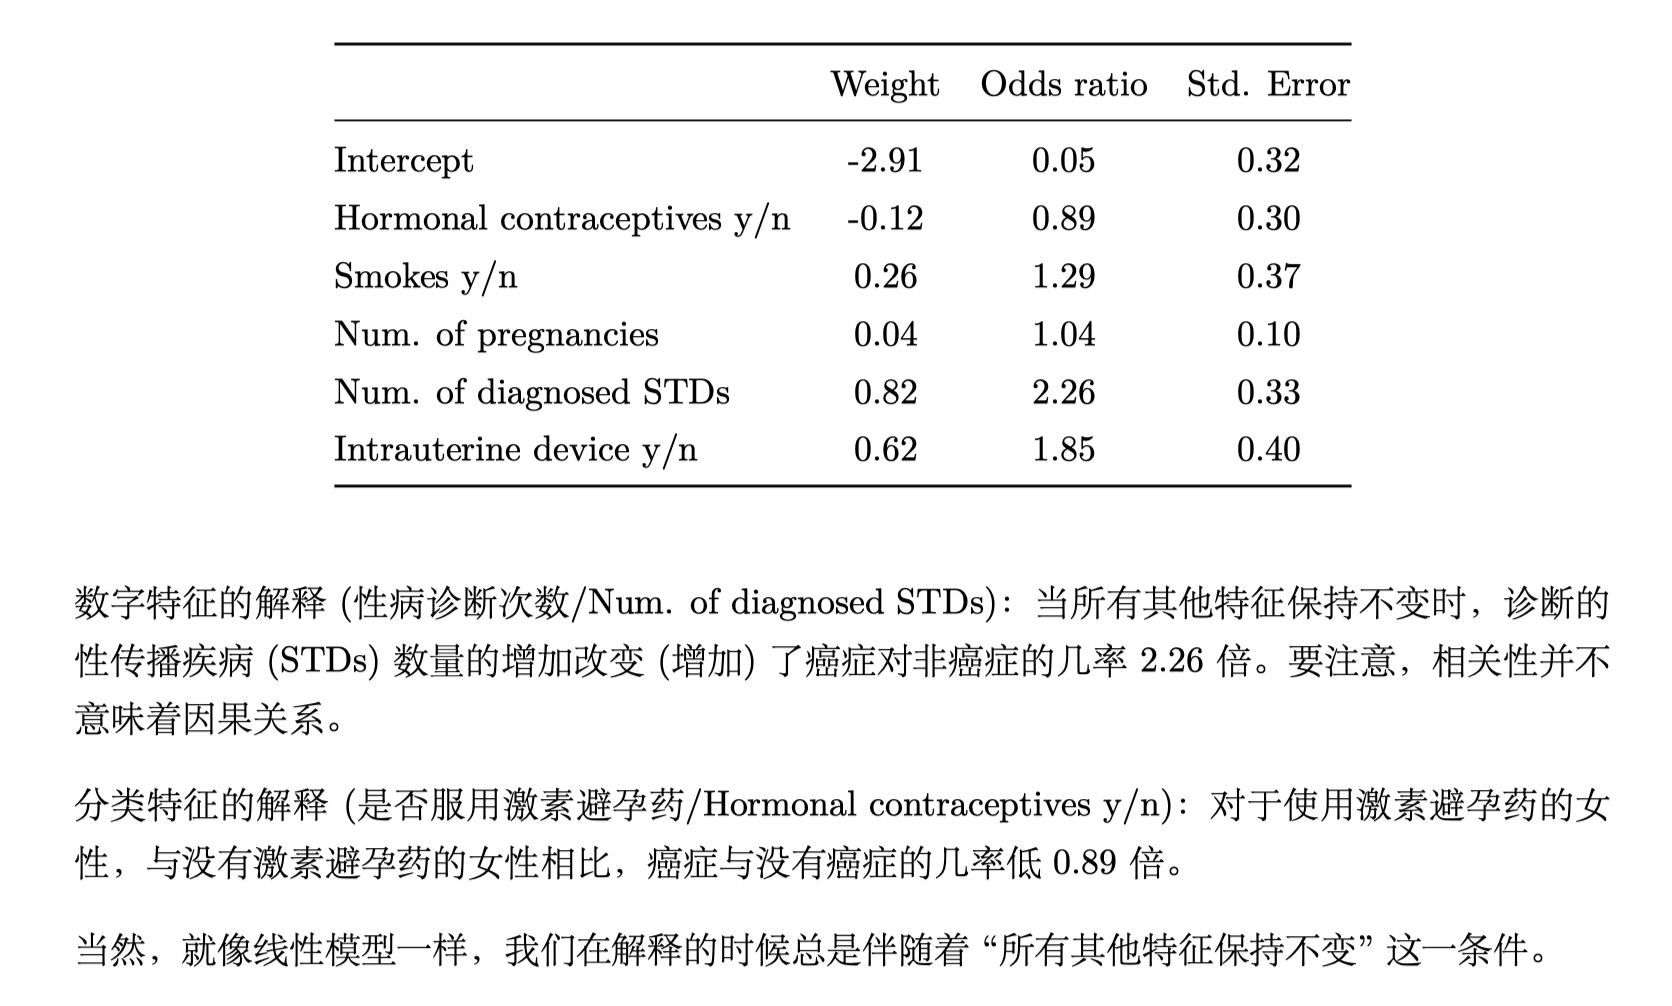 Weight Odds ratio Std. Error
Intercept -2.91 0.05 0.32
Hormonal contraceptives y/n -0.12 0.89 0.30
Smokes y/n 0.26 1.29 0.37
Num. of pregnancies 0.04 1.04 0.10
Num. of diagnosed STDs 0.82 2.26 0.33
Intrauterine device y/n 0.62 1.85 0.40
数字特征的解释 (性病诊断次数/Num. of diagnosed STDs)：当所有其他特征保持不变时，诊断的
性传播疾病 (STDs) 数量的增加改变 (增加) 了癌症对非癌症的几率 2.26 倍。要注意，相关性并不
意味着因果关系。
分类特征的解释 (是否服用激素避孕药/Hormonal contraceptives y/n)：对于使用激素避孕药的女
性，与没有激素避孕药的女性相比，癌症与没有癌症的几率低 0.89 倍。
当然，就像线性模型一样，我们在解释的时候总是伴随着 “所有其他特征保持不变” 这一条件。